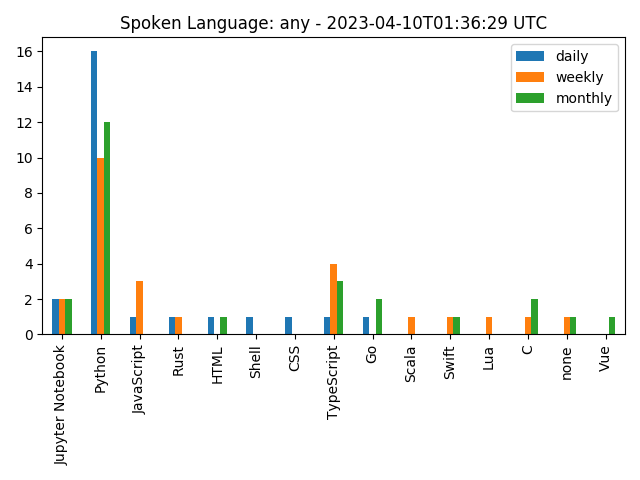 Spoken Language: any - 2023-04-10T01:36:29 UTC
daily
weekly
monthly
16
14
12
10
8
6
4
2
0
Jupyter Notebook
Python
JavaScript
Rust
HTML
Shell
CSS
TypeScript
Go
Scala
Swift
Lua
C
none
Vue